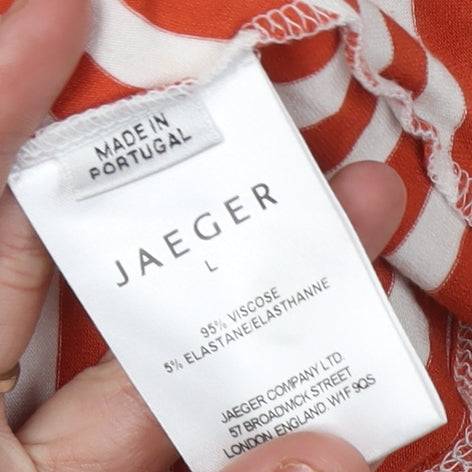 MADE IN
PORTUGAL
JAEGER
L
95% VISCOSE
5% ELASTANE/ELASTHANNE
JAEGER COMPANY LTD.
57 BROADWICK STREET
LONDON ENGLAND. W1F 9QS